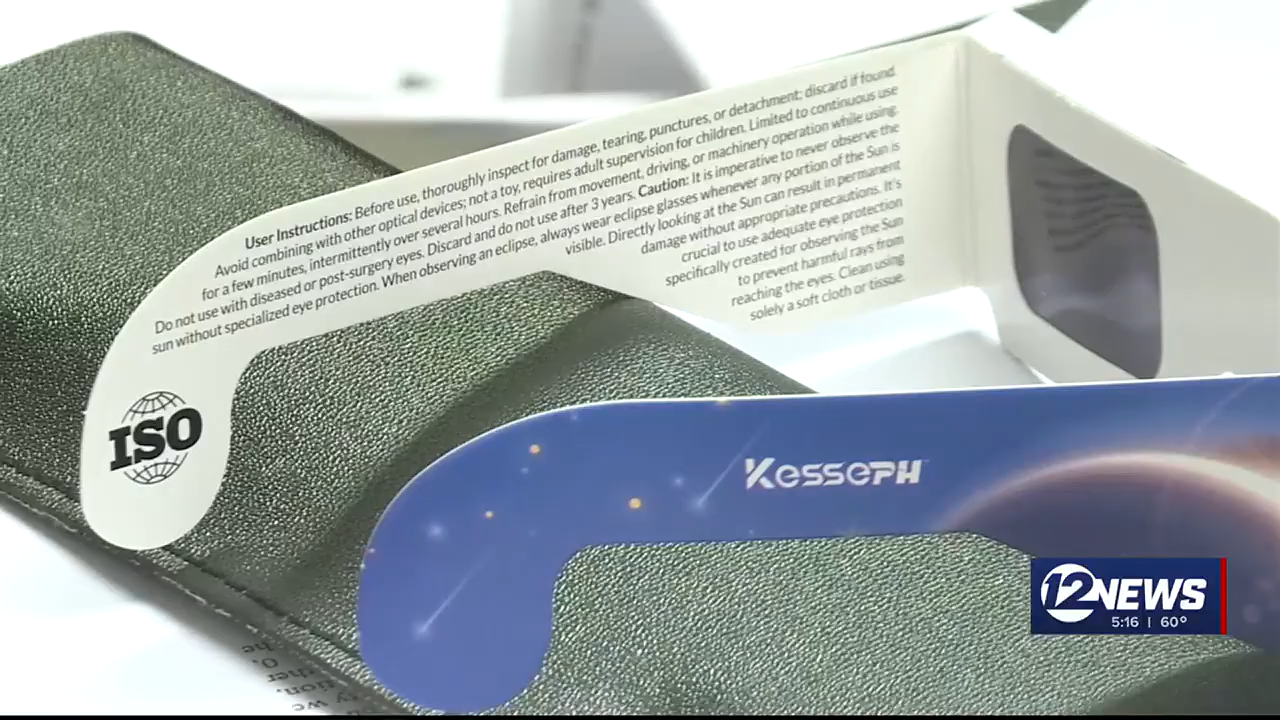 User Instructions: Before use, thoroughly inspect for damage, tearing, punctures, or detachment; discard if found.
Avoid combining with other optical devices; not a toy, requires adult supervision for children. Limited to continuous use
for a few minutes, intermittently over several hours. Refrain from movement, driving, or machinery operation while using.
Do not use with diseased or post-surgery eyes. Discard and do not use after 3 years. Caution: It is imperative to never observe the
sun without specialized eye protection. When observing an eclipse, always wear eclipse glasses whenever any portion of the Sun is
visible. Directly looking at the Sun can result in permanent
damage without appropriate precautions. It's
crucial to use adequate eye protection
specifically created for observing the Sun
to prevent harmful rays from
reaching the eyes. Clean using
solely a soft cloth or tissue.
ISO
KessePH
12NEWS
5:16 | 60°